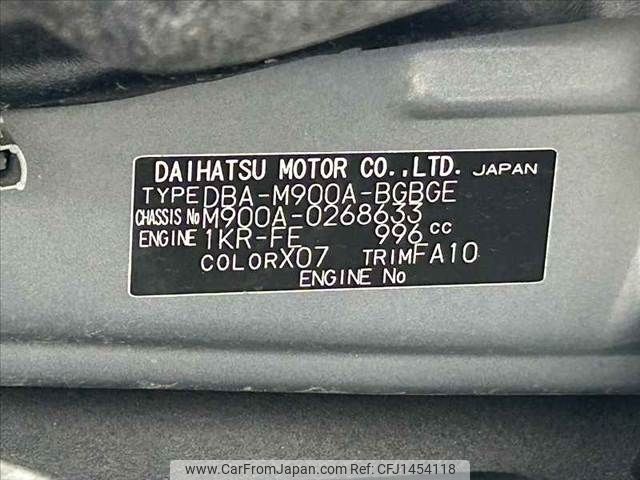 DAIHATSU MOTOR CO.,LTD. JAPAN
TYPE DBA-M900A-BGBGE
CHASSIS No M900A-0268633
ENGINE 1KR-FE 996 cc
COLOR X07 TRIM FA10
ENGINE No
www.CarFromJapan.com | Ref No: CFJ1454118